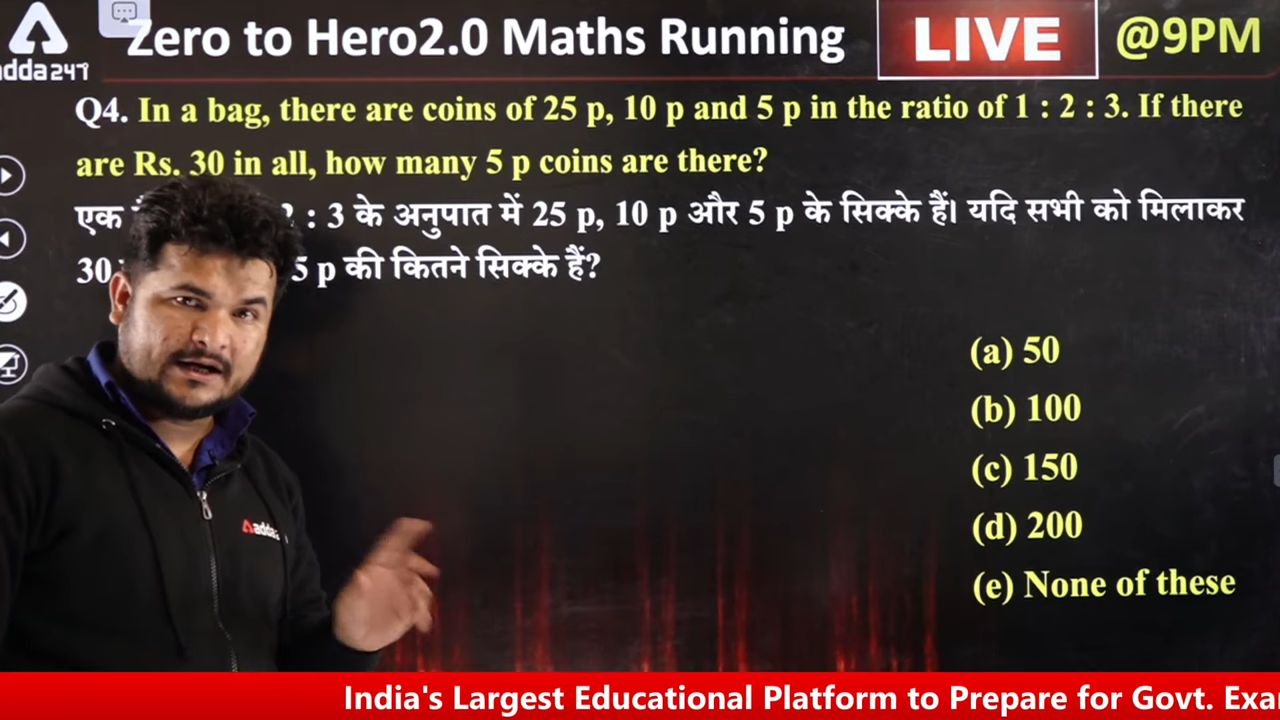 Zero to Hero2.0 Maths Running
LIVE
@9PM
adda247
Q4. In a bag, there are coins of 25 p, 10 p and 5 p in the ratio of 1 : 2 : 3. If there
are Rs. 30 in all, how many 5 p coins are there?
एक : 3 के अनुपात में 25 p, 10 p और 5 p के सिक्के हैं। यदि सभी को मिलाकर
30 5 p की कितने सिक्के हैं?
(a) 50
(b) 100
(c) 150
(d) 200
(e) None of these
adda
India's Largest Educational Platform to Prepare for Govt. Exa